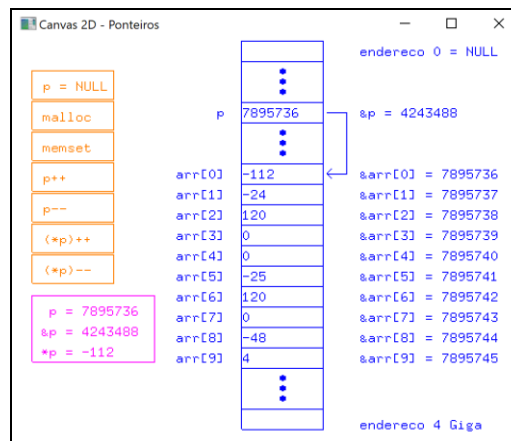 Canvas 2D - Ponteiros
endereco 0 = NULL
p = NULL
malloc
memset
p++
p--
(*p)++
(*p)--
p = 7895736
&p = 4243488
*p = -112
p 7895736 &p = 4243488
arr[0] -112 &arr[0] = 7895736
arr[1] -24 &arr[1] = 7895737
arr[2] 120 &arr[2] = 7895738
arr[3] 0 &arr[3] = 7895739
arr[4] 0 &arr[4] = 7895740
arr[5] -25 &arr[5] = 7895741
arr[6] 120 &arr[6] = 7895742
arr[7] 0 &arr[7] = 7895743
arr[8] -48 &arr[8] = 7895744
arr[9] 4 &arr[9] = 7895745
endereco 4 Giga